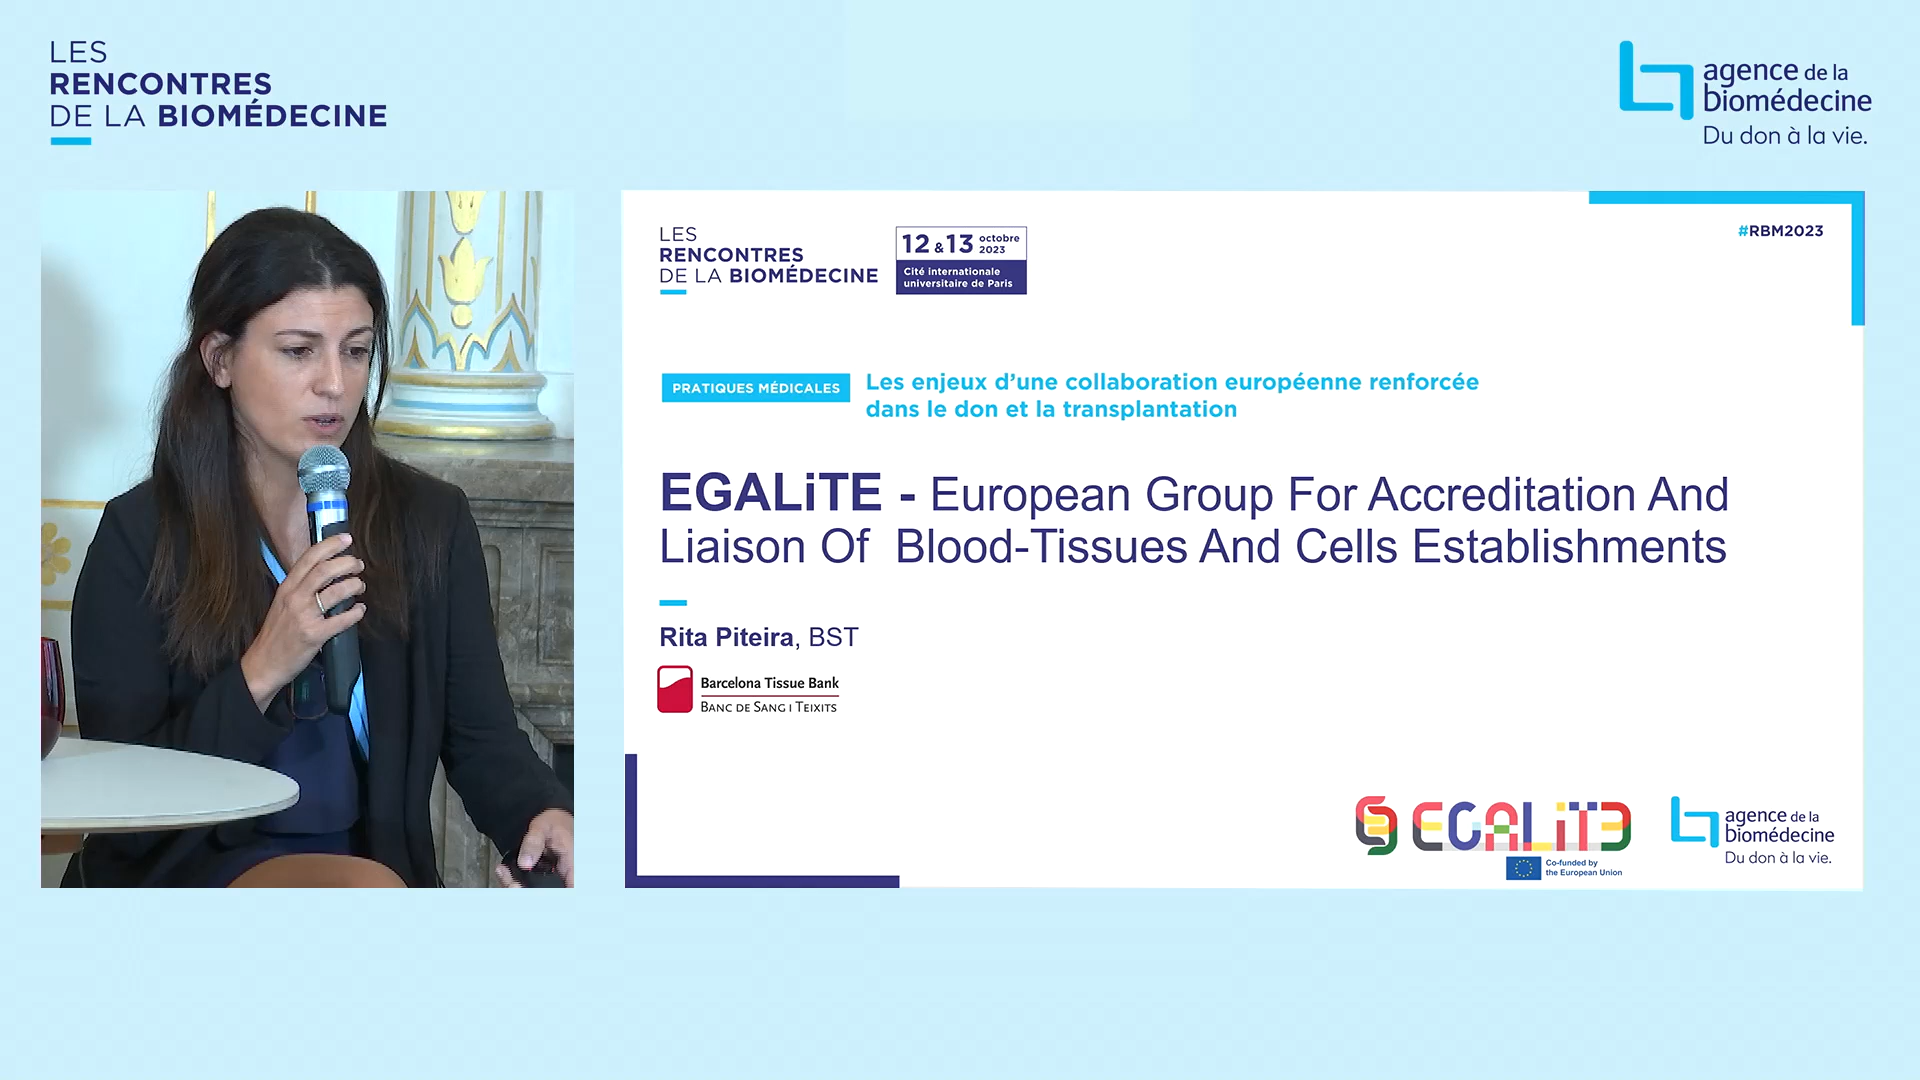 LES
RENCONTRES
DE LA BIOMÉDECINE
agence de la
biomédecine
Du don à la vie.
LES
RENCONTRES
DE LA BIOMÉDECINE
12 & 13 octobre
2023
Cité internationale
universitaire de Paris
#RBM2023
PRATIQUES MÉDICALES
Les enjeux d’une collaboration européenne renforcée
dans le don et la transplantation
EGALiTE - European Group For Accreditation And
Liaison Of Blood-Tissues And Cells Establishments
Rita Piteira, BST
Barcelona Tissue Bank
BANC DE SANG I TEIXITS
EGALiTE
Co-funded by
the European Union
agence de la
biomédecine
Du don à la vie.